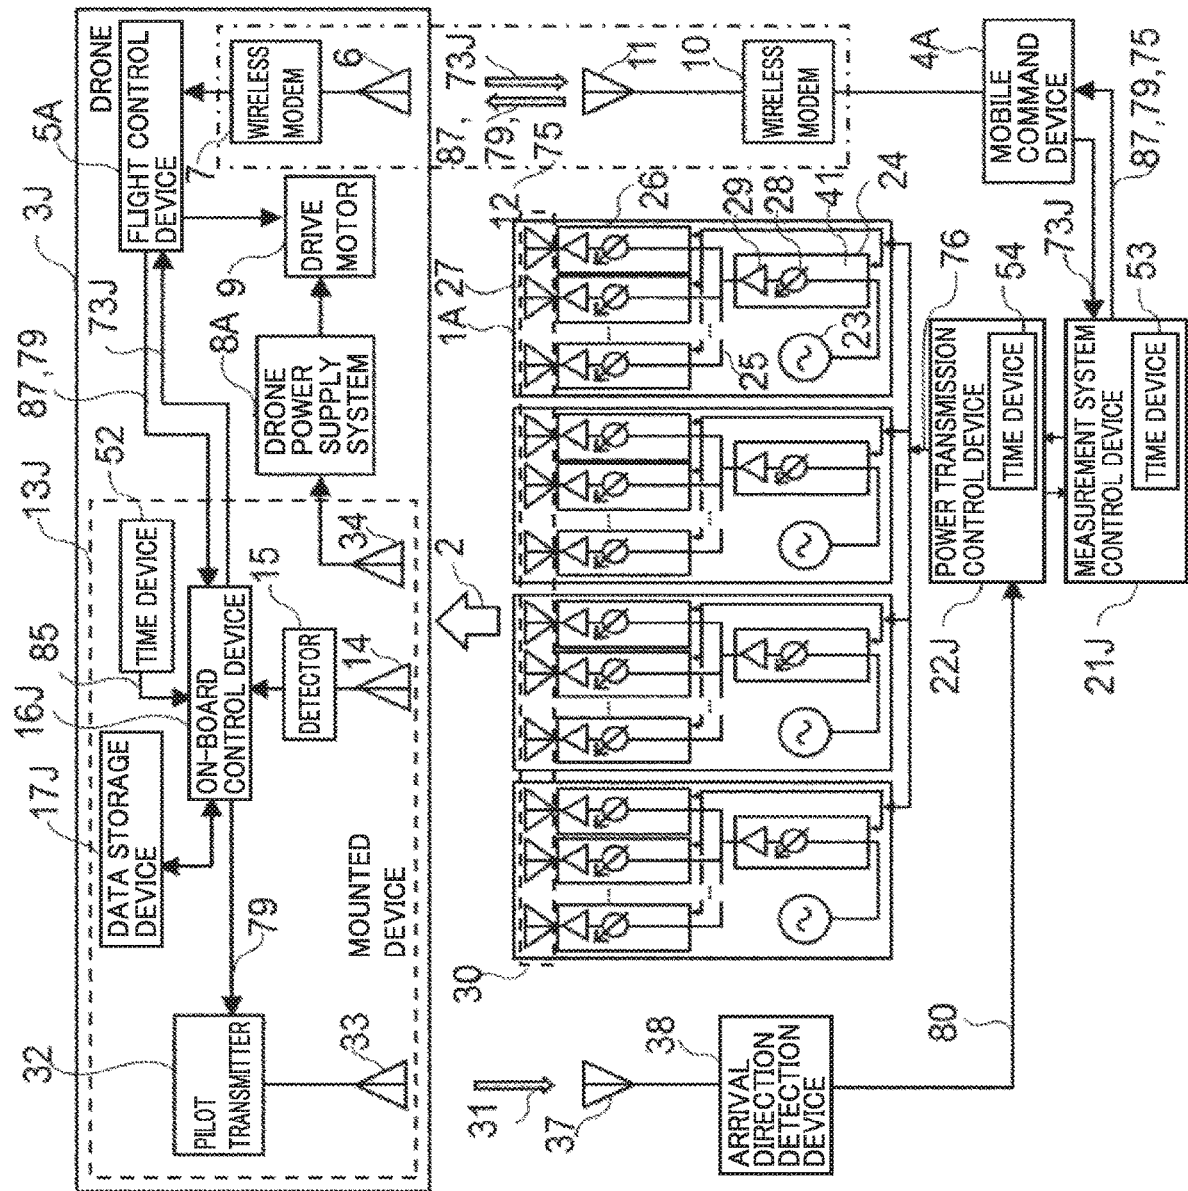 3J
5A
DRONE
FLIGHT CONTROL
DEVICE
7
WIRELESS
MODEM
6
87,79
73J
9
DRIVE
MOTOR
8A
DRONE
POWER
SUPPLY
SYSTEM
13J
52
TIME DEVICE
85
16J
ON-BOARD
CONTROL DEVICE
15
DETECTOR
14
34
17J
DATA STORAGE
DEVICE
79
32
PILOT
TRANSMITTER
33
MOUNTED
DEVICE
2
87,
79,
75
73J
11
10
WIRELESS
MODEM
4A
MOBILE
COMMAND
DEVICE
87,79,75
73J
12
1A
27
26
29
28
41
24
23
25
76
30
31
37
38
ARRIVAL
DIRECTION
DETECTION
DEVICE
80
22J
POWER TRANSMISSION
CONTROL DEVICE
TIME DEVICE
54
21J
MEASUREMENT SYSTEM
CONTROL DEVICE
TIME DEVICE
53